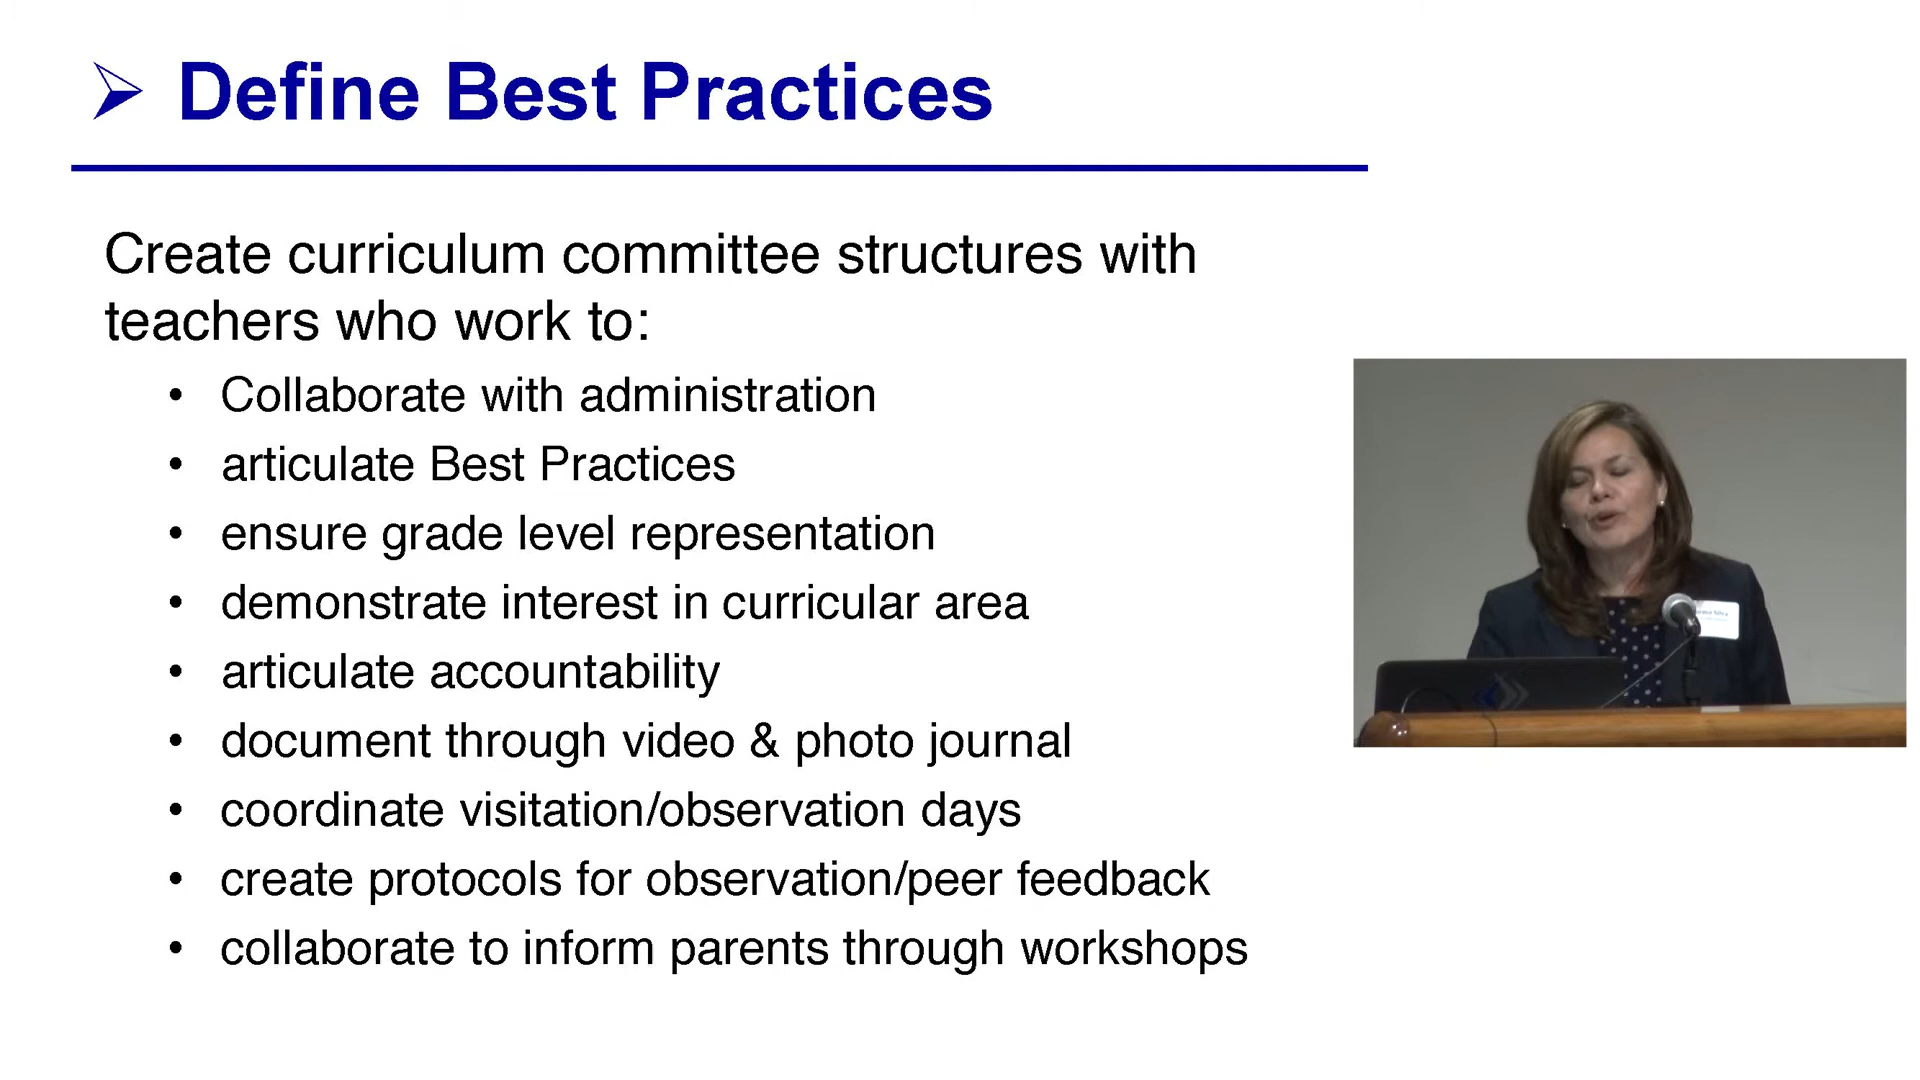 Define Best Practices
Create curriculum committee structures with
teachers who work to:
• Collaborate with administration
• articulate Best Practices
• ensure grade level representation
• demonstrate interest in curricular area
• articulate accountability
• document through video & photo journal
• coordinate visitation/observation days
• create protocols for observation/peer feedback
• collaborate to inform parents through workshops